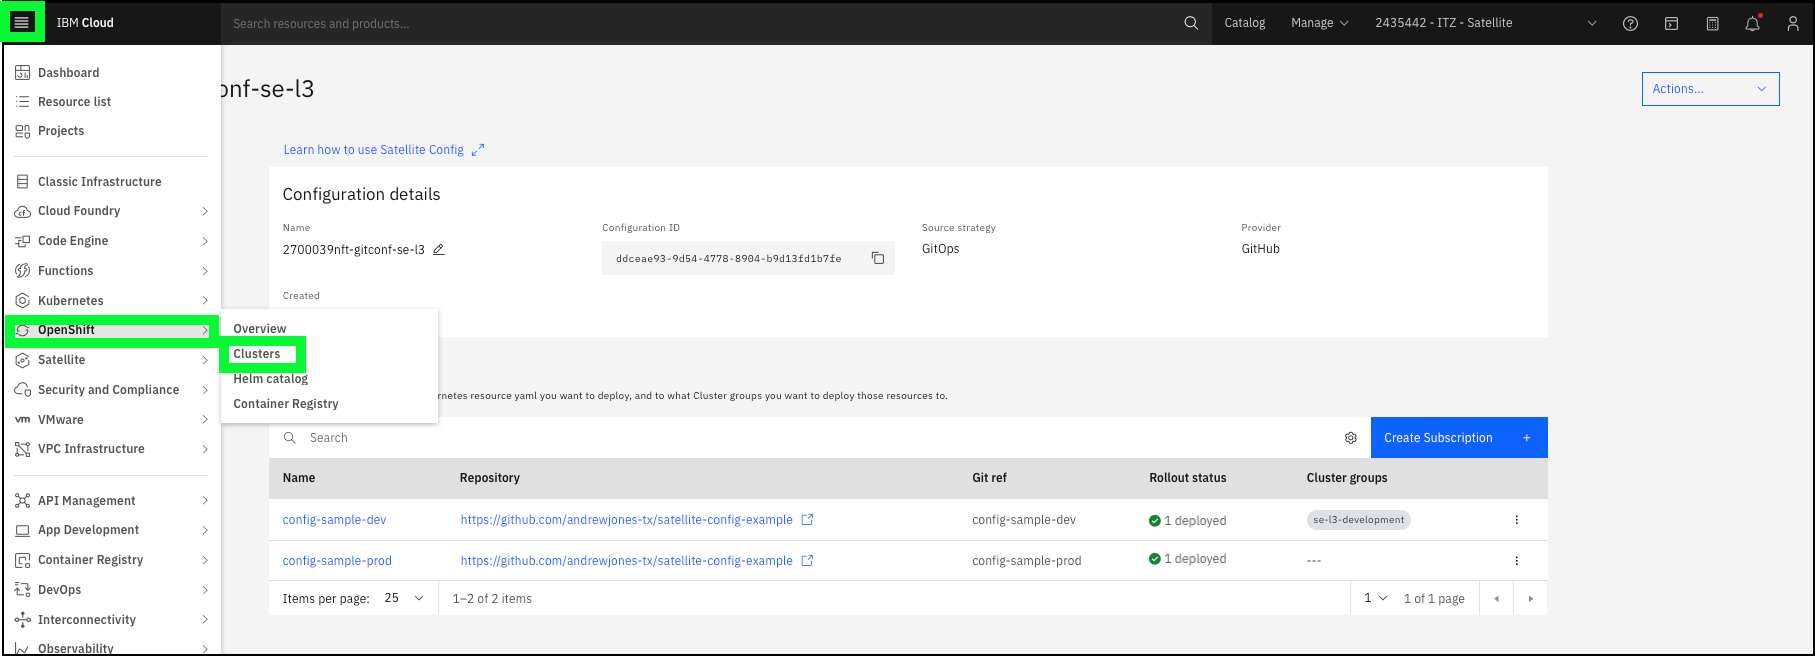 IBM Cloud
Search resources and products...
Catalog
Manage
2435442 - ITZ - Satellite
Dashboard
Resource list
Projects
Classic Infrastructure
Cloud Foundry
Code Engine
Functions
Kubernetes
OpenShift
Satellite
Security and Compliance
vm VMware
VPC Infrastructure
API Management
App Development
Container Registry
DevOps
Interconnectivity
Observability
Overview
Clusters
Helm catalog
Container Registry
onf-se-l3
Actions...
Learn how to use Satellite Config
Configuration details
Name
2700039nft-gitconf-se-l3
Configuration ID
ddceae93-9d54-4778-8904-b9d13fd1b7fe
Source strategy
GitOps
Provider
GitHub
Created
rnetes resource yaml you want to deploy, and to what Cluster groups you want to deploy those resources to.
Search
Create Subscription +
Name Repository Git ref Rollout status Cluster groups
config-sample-dev https://github.com/andrewjones-tx/satellite-config-example config-sample-dev 1 deployed se-l3-development
config-sample-prod https://github.com/andrewjones-tx/satellite-config-example config-sample-prod 1 deployed ---
Items per page: 25 1–2 of 2 items 1 1 of 1 page